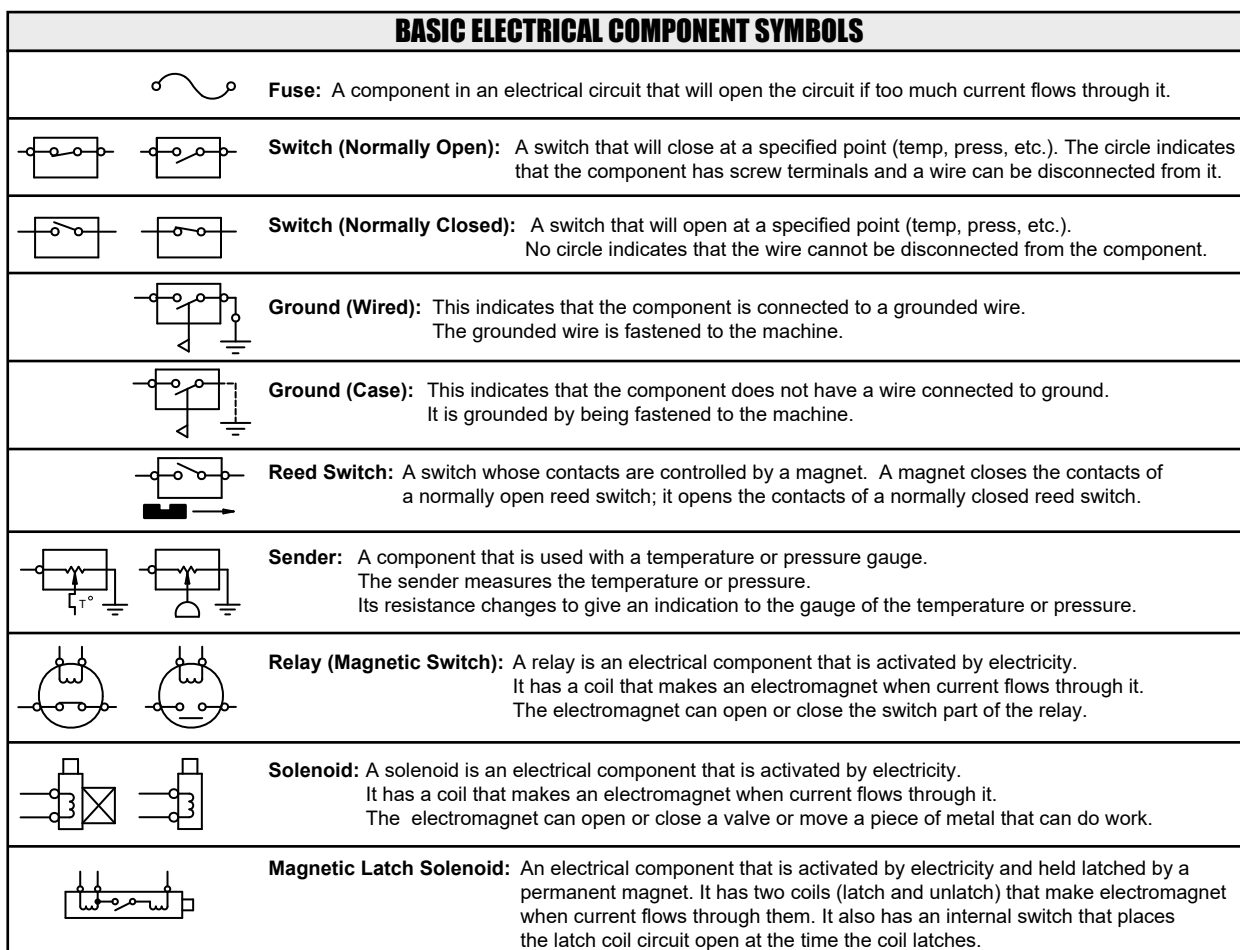 BASIC ELECTRICAL COMPONENT SYMBOLS
Fuse: A component in an electrical circuit that will open the circuit if too much current flows through it.
Switch (Normally Open): A switch that will close at a specified point (temp, press, etc.). The circle indicates
that the component has screw terminals and a wire can be disconnected from it.
Switch (Normally Closed): A switch that will open at a specified point (temp, press, etc.).
No circle indicates that the wire cannot be disconnected from the component.
Ground (Wired): This indicates that the component is connected to a grounded wire.
The grounded wire is fastened to the machine.
Ground (Case): This indicates that the component does not have a wire connected to ground.
It is grounded by being fastened to the machine.
Reed Switch: A switch whose contacts are controlled by a magnet. A magnet closes the contacts of
a normally open reed switch; it opens the contacts of a normally closed reed switch.
T°
Sender: A component that is used with a temperature or pressure gauge.
The sender measures the temperature or pressure.
Its resistance changes to give an indication to the gauge of the temperature or pressure.
Relay (Magnetic Switch): A relay is an electrical component that is activated by electricity.
It has a coil that makes an electromagnet when current flows through it.
The electromagnet can open or close the switch part of the relay.
Solenoid: A solenoid is an electrical component that is activated by electricity.
It has a coil that makes an electromagnet when current flows through it.
The electromagnet can open or close a valve or move a piece of metal that can do work.
Magnetic Latch Solenoid: An electrical component that is activated by electricity and held latched by a
permanent magnet. It has two coils (latch and unlatch) that make electromagnet
when current flows through them. It also has an internal switch that places
the latch coil circuit open at the time the coil latches.